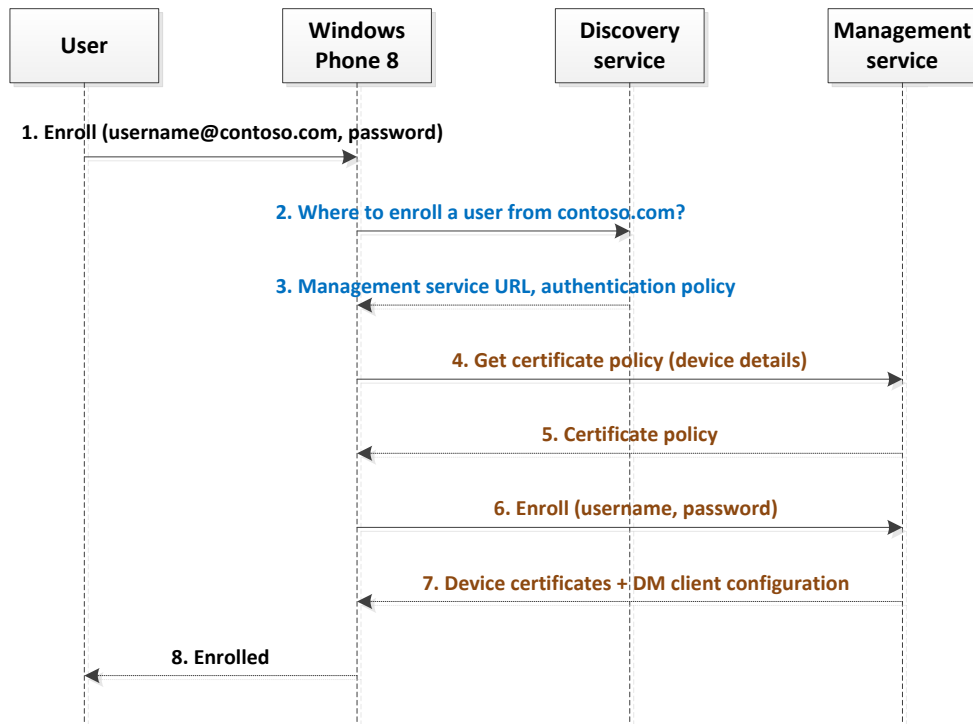 User
Windows
Phone 8
Discovery
service
Management
service
1. Enroll (username@contoso.com, password)
2. Where to enroll a user from contoso.com?
3. Management service URL, authentication policy
4. Get certificate policy (device details)
5. Certificate policy
6. Enroll (username, password)
7. Device certificates + DM client configuration
8. Enrolled